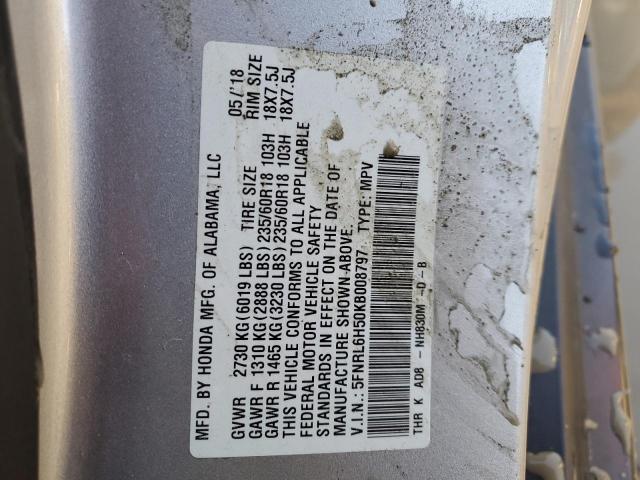 MFD. BY HONDA MFG. OF ALABAMA, LLC 05/'18
GVWR 2730 KG (6019 LBS) TIRE SIZE RIM SIZE
GAWR F 1310 KG (2888 LBS) 235/60R18 103H 18X7.5J
GAWR R 1465 KG (3230 LBS) 235/60R18 103H 18X7.5J
THIS VEHICLE CONFORMS TO ALL APPLICABLE
FEDERAL MOTOR VEHICLE SAFETY
STANDARDS IN EFFECT ON THE DATE OF
MANUFACTURE SHOWN ABOVE.
V.I.N.: 5FNRL6H50KB008797 TYPE: MPV
THR K AD8 - NH830M -D - B